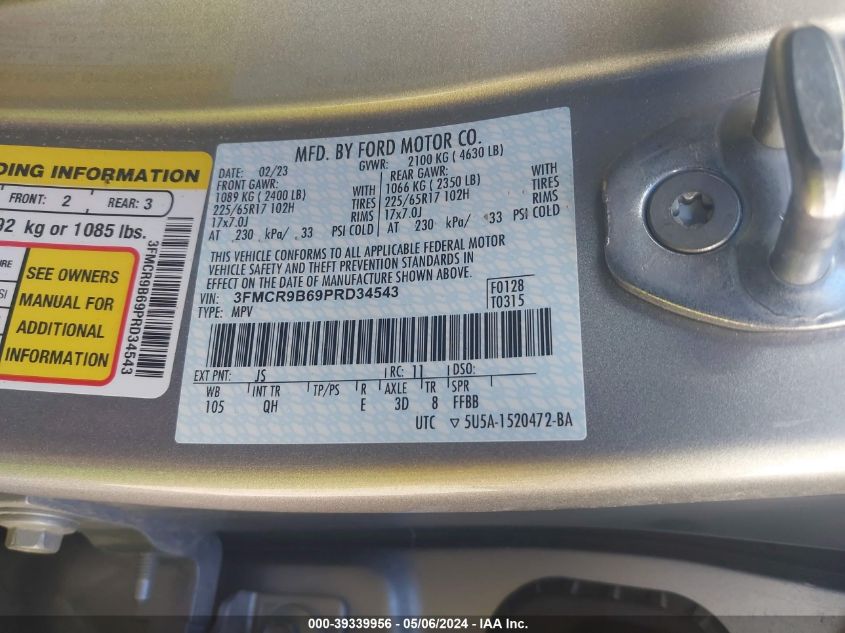 DING INFORMATION
FRONT: 2 REAR: 3
92 kg or 1085 lbs.
SEE OWNERS
MANUAL FOR
ADDITIONAL
INFORMATION
3FMCR9B69PRD34543
MFD. BY FORD MOTOR CO.
DATE: 02/23 GVWR: 2100 KG ( 4630 LB)
FRONT GAWR: REAR GAWR:
1089 KG ( 2400 LB) WITH 1066 KG ( 2350 LB) WITH
225/65R17 102H TIRES 225/65R17 102H TIRES
17x7.0J RIMS 17x7.0J RIMS
AT 230 kPa/ 33 PSI COLD AT 230 kPa/ 33 PSI COLD
THIS VEHICLE CONFORMS TO ALL APPLICABLE FEDERAL MOTOR
VEHICLE SAFETY AND THEFT PREVENTION STANDARDS IN
EFFECT ON THE DATE OF MANUFACTURE SHOWN ABOVE.
VIN: 3FMCR9B69PRD34543 F0128
TYPE: MPV T0315
EXT PNT: JS RC: 11 DSO:
WB INT TR TP/PS R AXLE TR SPR
105 QH E 3D 8 FFBB
UTC ▽ 5U5A-1520472-BA
00-39339956 - 05/06/2024 - © IAA Inc.